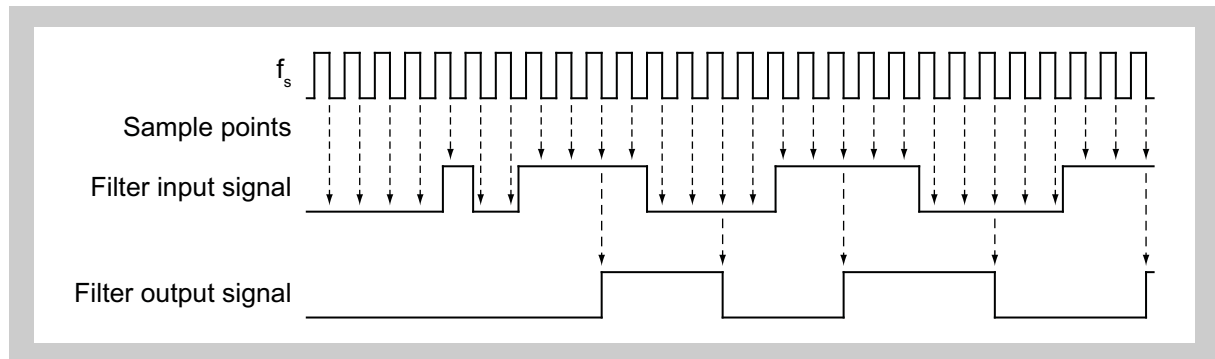 fs
Sample points
Filter input signal
Filter output signal